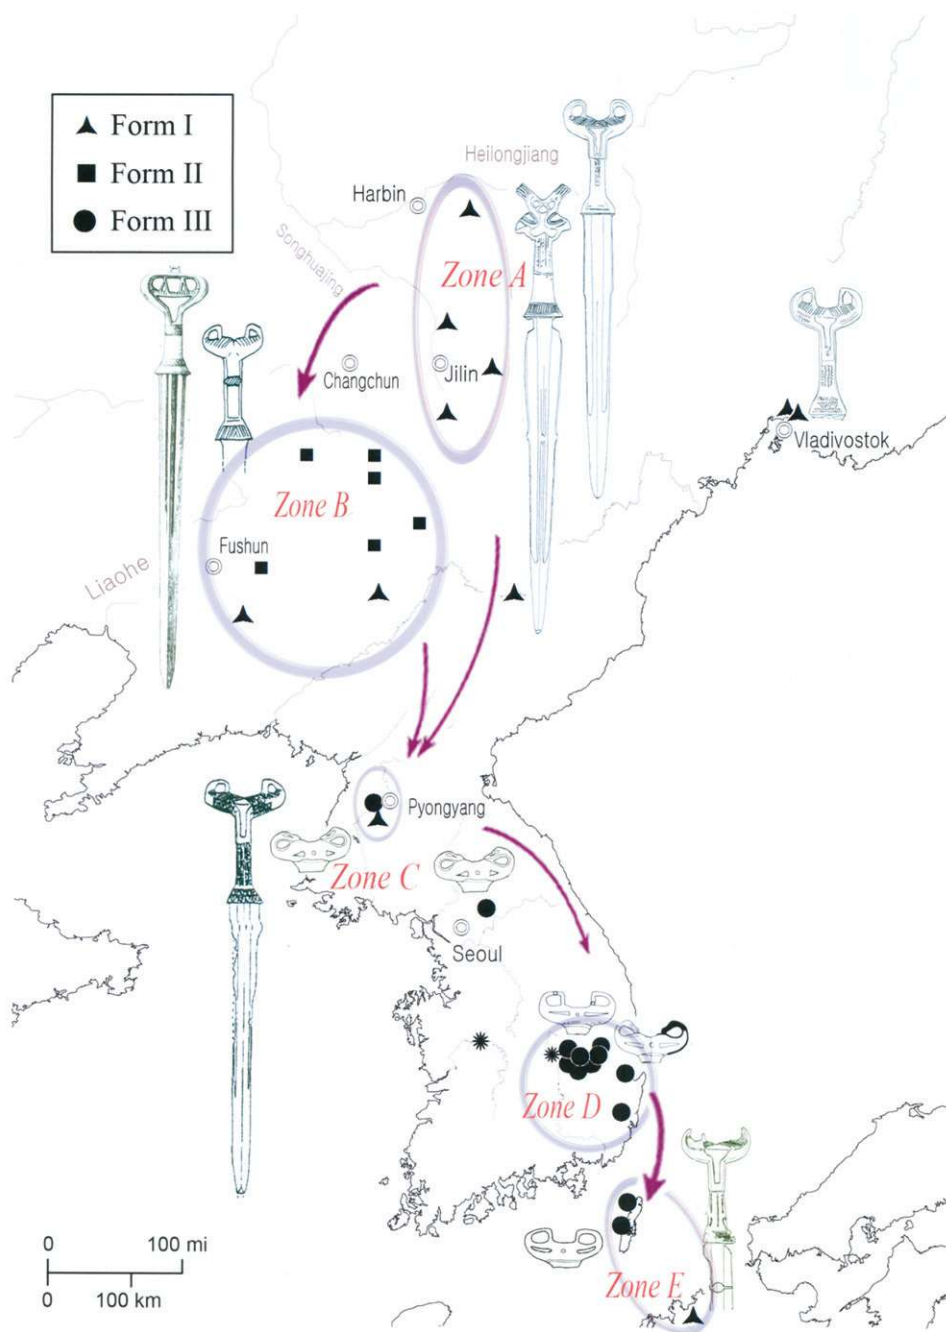 Form I
Form II
Form III
Heilongjiang
Harbin
Songhuajing
Zone A
Changchun
Jilin
Vladivostok
Zone B
Fushun
Liaohe
Pyongyang
Zone C
Seoul
Zone D
Zone E
0 100 mi
0 100 km